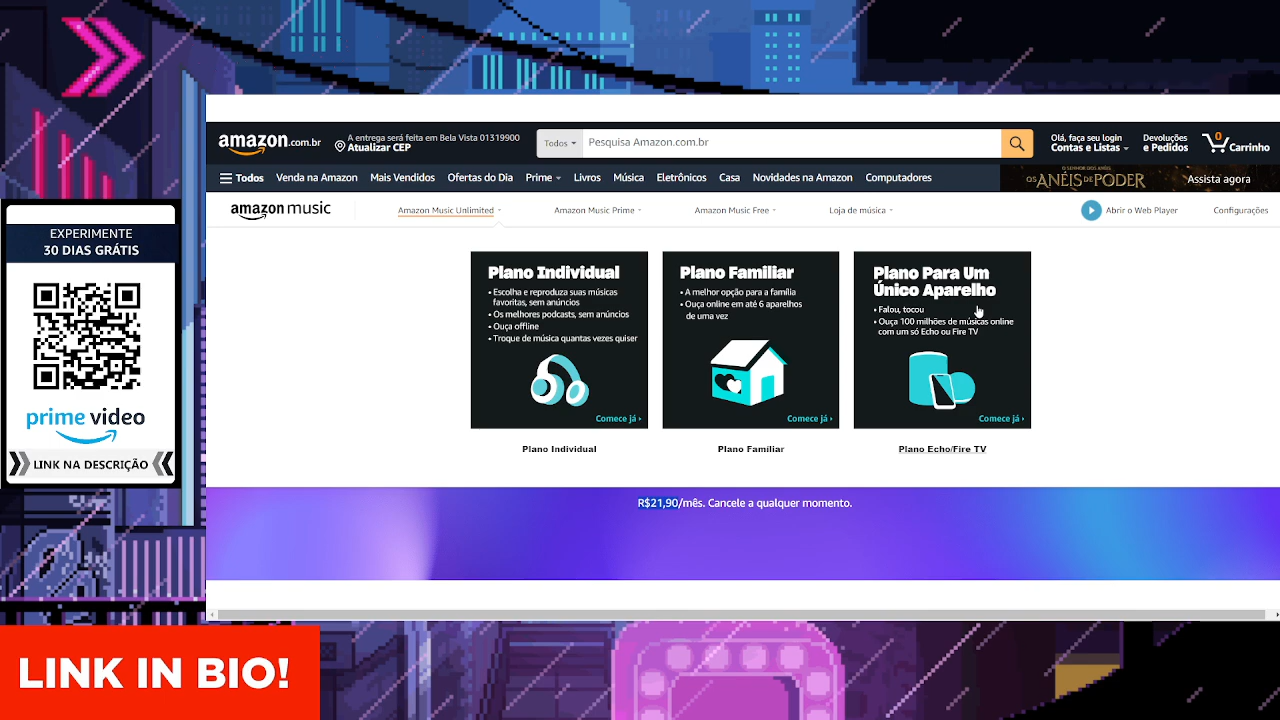 amazon.com.br
A entrega será feita em Bela Vista 01319900
Atualizar CEP
Todos
Pesquisa Amazon.com.br
Olá, faça seu login
Contas e Listas
Devoluções
e Pedidos
0
Carrinho
Todos
Venda na Amazon
Mais Vendidos
Ofertas do Dia
Prime
Livros
Música
Eletrônicos
Casa
Novidades na Amazon
Computadores
O SENHOR DOS ANÉIS
OS ANÉIS DE PODER
Assista agora
amazon music
Amazon Music Unlimited
Amazon Music Prime
Amazon Music Free
Loja de música
Abrir o Web Player
Configurações
EXPERIMENTE
30 DIAS GRÁTIS
prime video
LINK NA DESCRIÇÃO
Plano Individual
• Escolha e reproduza suas músicas
favoritas, sem anúncios
• Os melhores podcasts, sem anúncios
• Ouça offline
• Troque de música quantas vezes quiser
Comece já ›
Plano Individual
Plano Familiar
• A melhor opção para a família
• Ouça online em até 6 aparelhos
de uma vez
Comece já ›
Plano Familiar
Plano Para Um
Único Aparelho
• Falou, tocou
• Ouça 100 milhões de músicas online
com um só Echo ou Fire TV
Comece já ›
Plano Echo/Fire TV
R$21,90/mês. Cancele a qualquer momento.
LINK IN BIO!